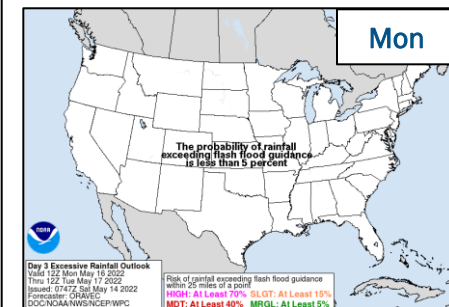 Mon
The probability of rainfall
exceeding flash flood guidance
is less than 5 percent
NOAA
Day 3 Excessive Rainfall Outlook
Valid 12Z Mon May 16 2022
Thru 12Z Tue May 17 2022
Issued: 0747Z Sat May 14 2022
Forecaster: ORAVEC
DOC/NOAA/NWS/NCEP/WPC
Risk of rainfall exceeding flash flood guidance
within 25 miles of a point
HIGH: At Least 70% SLGT: At Least 15%
MDT: At Least 40% MRGL: At Least 5%